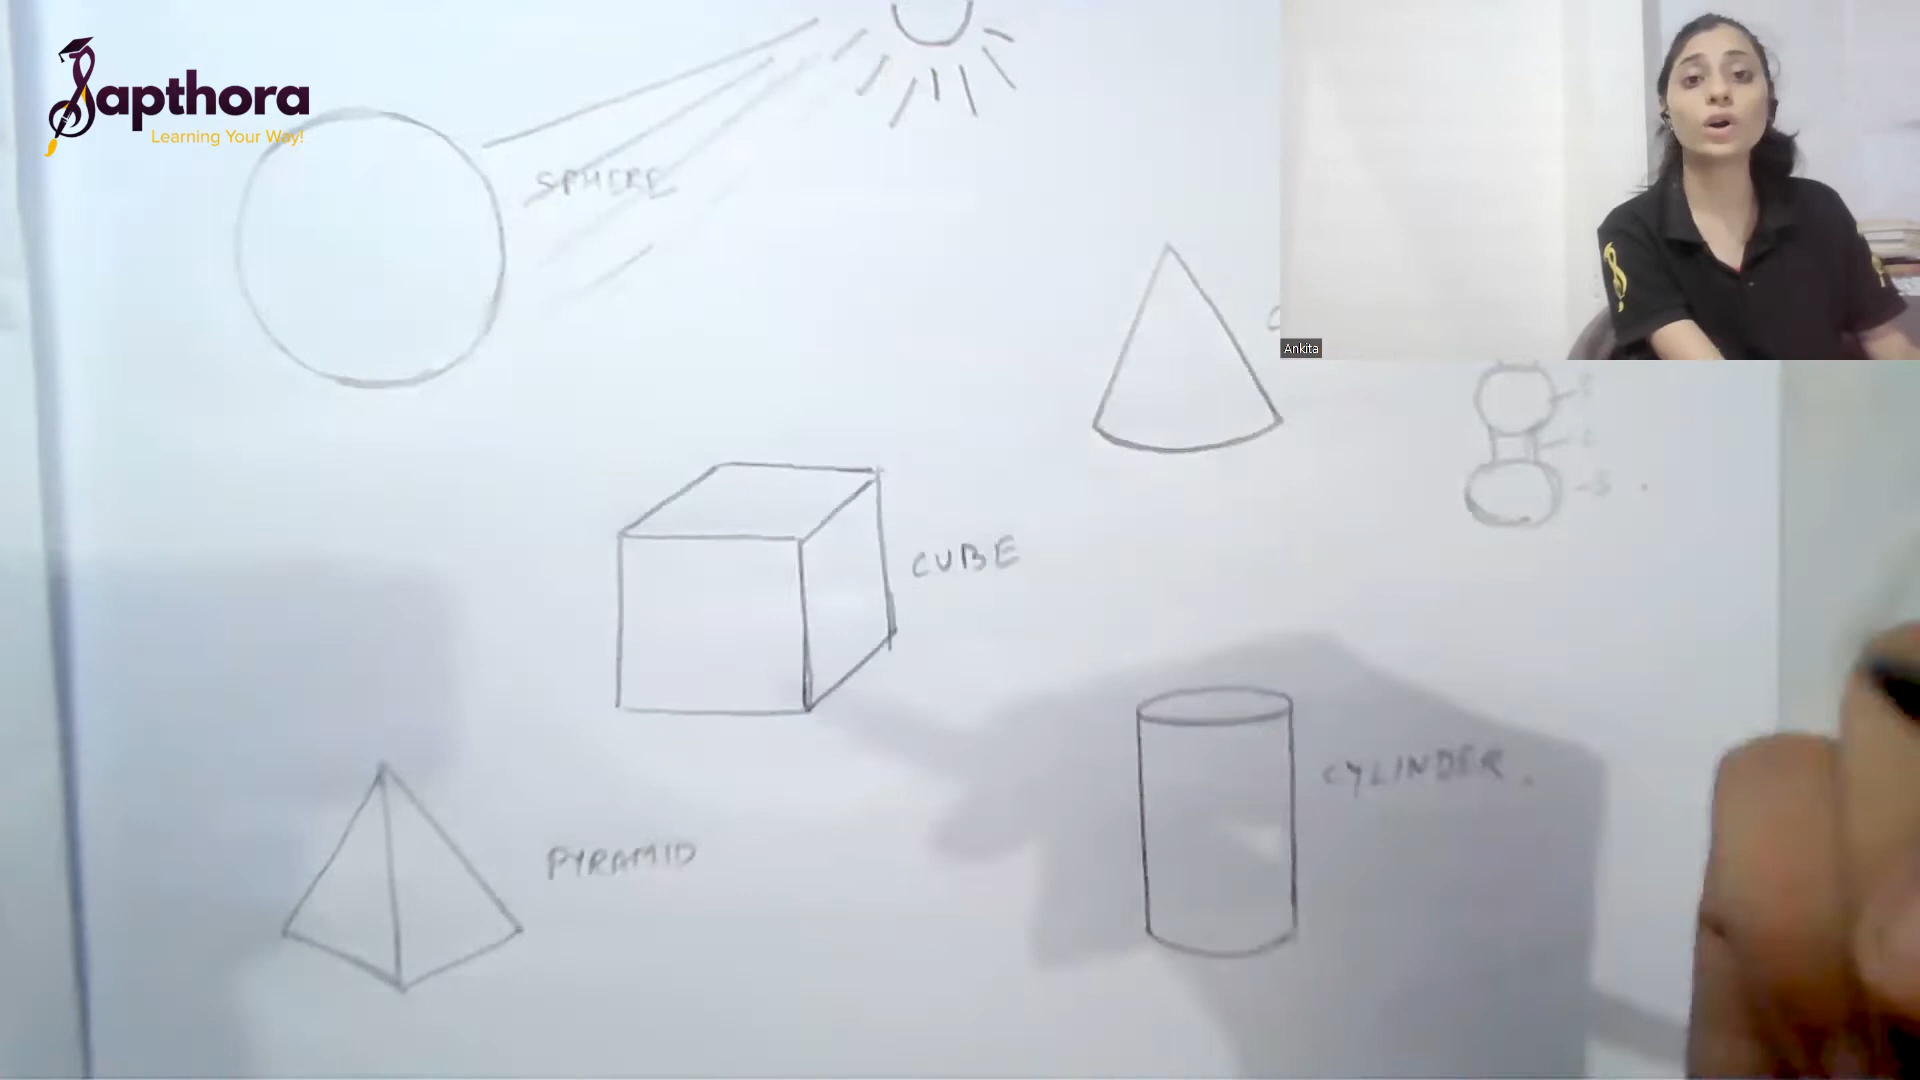 Sapthora
Learning Your Way!
SPHERE
Ankita
CUBE
CYLINDER.
PYRAMID